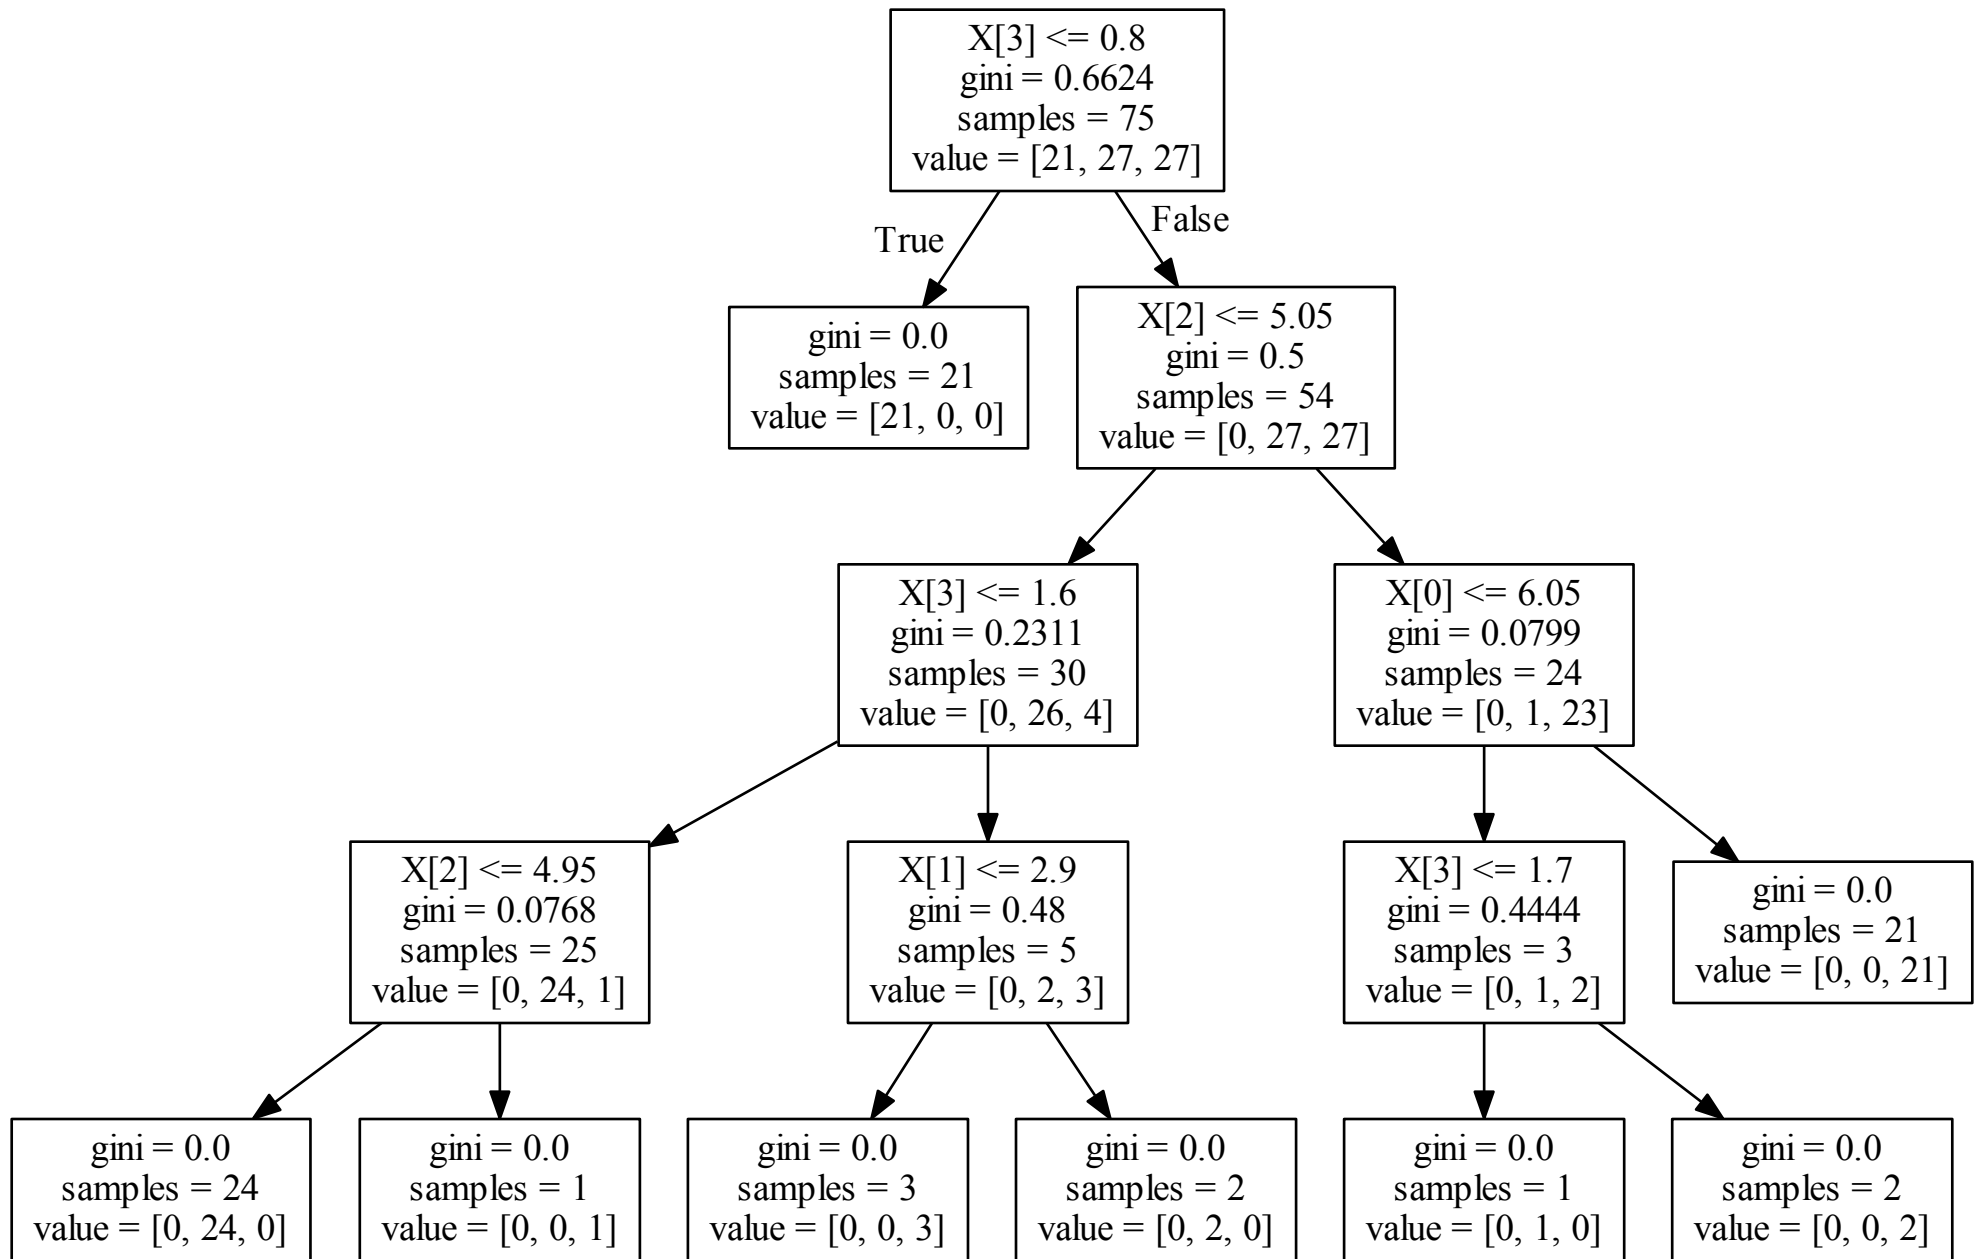 X[3] <= 0.8
gini = 0.6624
samples = 75
value = [21, 27, 27]
True
False
gini = 0.0
samples = 21
value = [21, 0, 0]
X[2] <= 5.05
gini = 0.5
samples = 54
value = [0, 27, 27]
X[3] <= 1.6
gini = 0.2311
samples = 30
value = [0, 26, 4]
X[0] <= 6.05
gini = 0.0799
samples = 24
value = [0, 1, 23]
X[2] <= 4.95
gini = 0.0768
samples = 25
value = [0, 24, 1]
X[1] <= 2.9
gini = 0.48
samples = 5
value = [0, 2, 3]
X[3] <= 1.7
gini = 0.4444
samples = 3
value = [0, 1, 2]
gini = 0.0
samples = 21
value = [0, 0, 21]
gini = 0.0
samples = 24
value = [0, 24, 0]
gini = 0.0
samples = 1
value = [0, 0, 1]
gini = 0.0
samples = 3
value = [0, 0, 3]
gini = 0.0
samples = 2
value = [0, 2, 0]
gini = 0.0
samples = 1
value = [0, 1, 0]
gini = 0.0
samples = 2
value = [0, 0, 2]